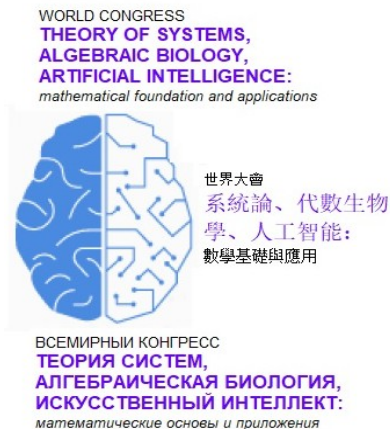 WORLD CONGRESS
THEORY OF SYSTEMS,
ALGEBRAIC BIOLOGY,
ARTIFICIAL INTELLIGENCE:
mathematical foundation and applications
世界大會
系統論、代數生物
學、人工智能：
數學基礎與應用
ВСЕМИРНЫИ КОНГРЕСС
ТЕОРИЯ СИСТЕМ,
АЛГЕБРАИЧЕСКАЯ БИОЛОГИЯ,
ИСКУССТВЕННЫЙ ИНТЕЛЛЕКТ:
математические основы и приложения